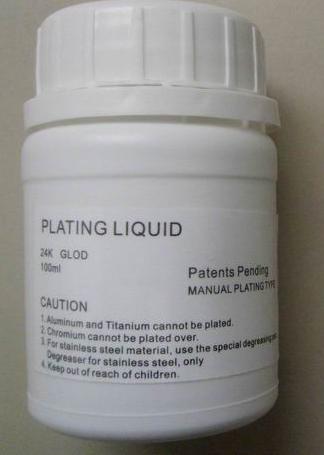 PLATING LIQUID
24K GLOD
100ml
Patents Pending
MANUAL PLATING TYPE
CAUTION
1. Aluminum and Titanium cannot be plated.
2. Chromium cannot be plated over.
3. For stainless steel material, use the special degreasing
Degreaser for stainless steel, only
4. Keep out of reach of children.